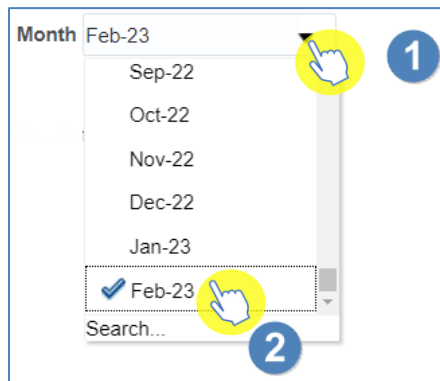 Month Feb-23
1
Sep-22
Oct-22
Nov-22
Dec-22
Jan-23
Feb-23
Search...
2